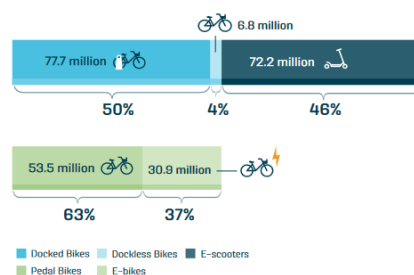 6.8 million
77.7 million
72.2 million
50%
4%
46%
53.5 million
30.9 million
63%
37%
Docked Bikes
Dockless Bikes
E-scooters
Pedal Bikes
E-bikes